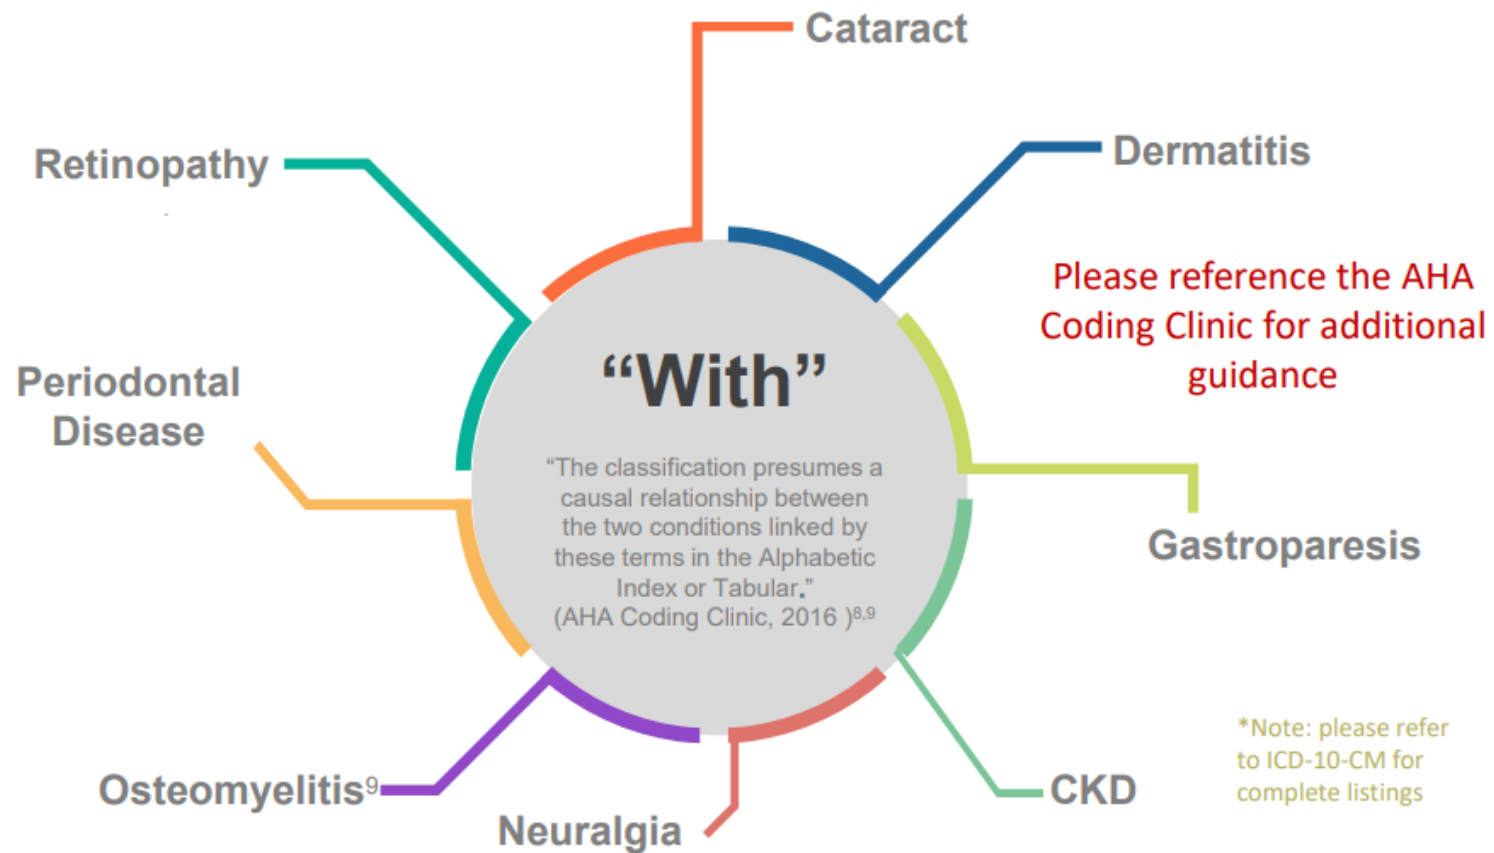 Cataract
Retinopathy
Dermatitis
Please reference the AHA
Coding Clinic for additional
guidance
“With”
Periodontal
Disease
“The classification presumes a
causal relationship between
the two conditions linked by
these terms in the Alphabetic
Index or Tabular.”
(AHA Coding Clinic, 2016 )8,9
Gastroparesis
*Note: please refer
to ICD-10-CM for
complete listings
Osteomyelitis9
CKD
Neuralgia